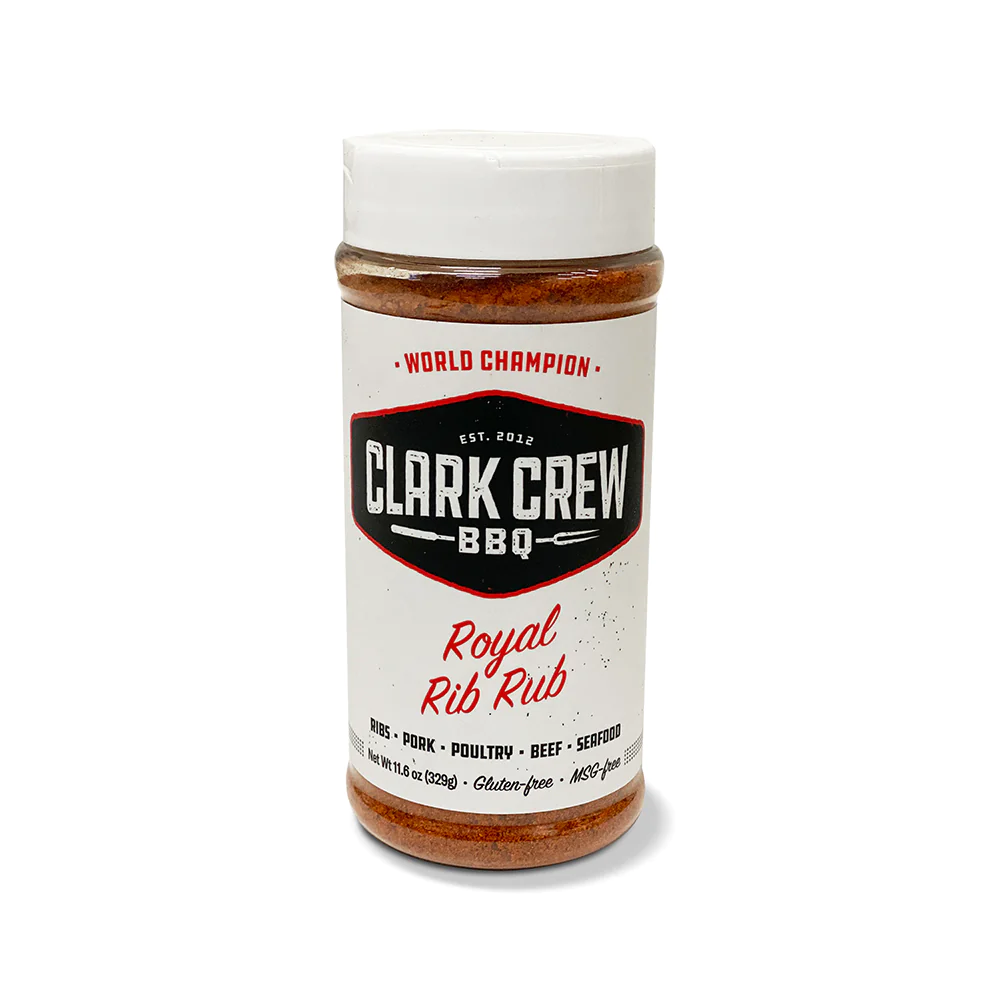 · WORLD CHAMPION ·
EST. 2012
CLARK CREW
BBQ
Royal
Rib Rub
RIBS · PORK · POULTRY · BEEF · SEAFOOD
Net Wt 11.6 oz (329g) · Gluten-free · MSG-free